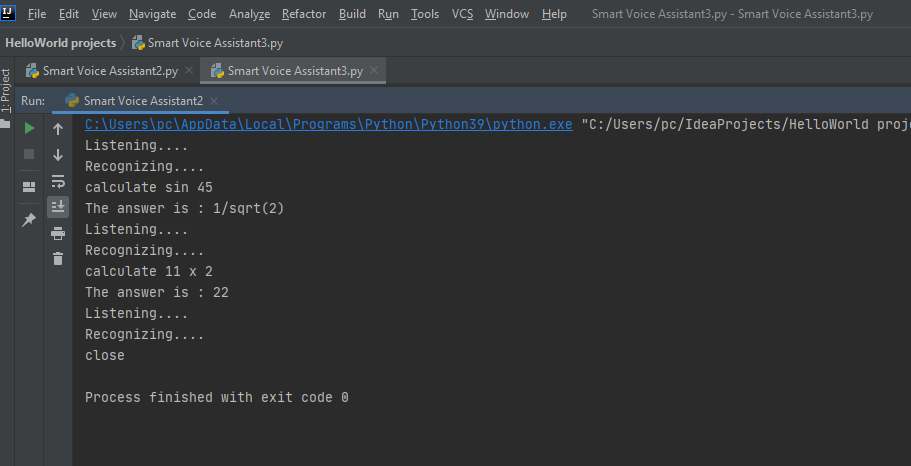 IJ File Edit View Navigate Code Analyze Refactor Build Run Tools VCS Window Help Smart Voice Assistant3.py - Smart Voice Assistant3.py
HelloWorld projects Smart Voice Assistant3.py
1: Project
Smart Voice Assistant2.py Smart Voice Assistant3.py
Run: Smart Voice Assistant2
C:\Users\pc\AppData\Local\Programs\Python\Python39\python.exe "C:/Users/pc/IdeaProjects/HelloWorld proj
Listening....
Recognizing....
calculate sin 45
The answer is : 1/sqrt(2)
Listening....
Recognizing....
calculate 11 x 2
The answer is : 22
Listening....
Recognizing....
close
Process finished with exit code 0